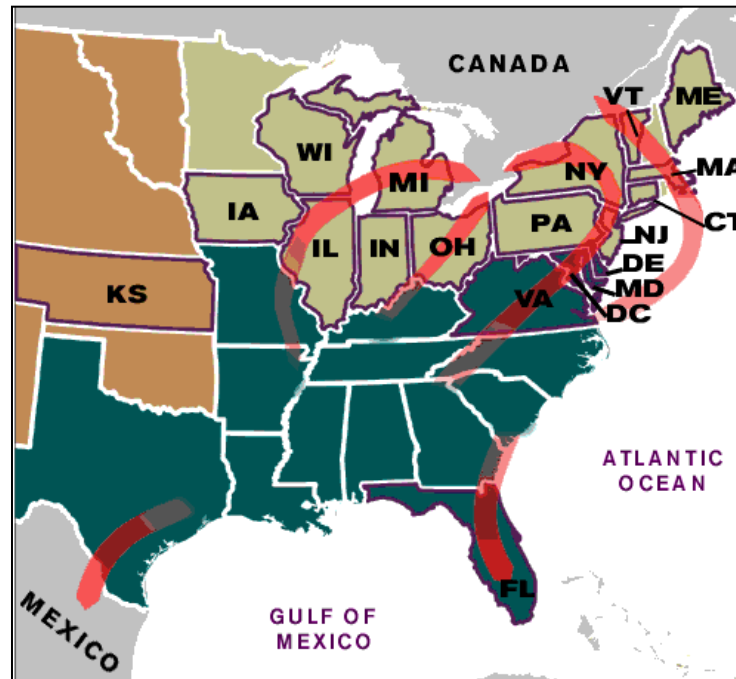 CANADA
VT
ME
WI
MI
NY
MA
IA
PA
CT
IL
IN
OH
NJ
DE
KS
VA
MD
DC
ATLANTIC
OCEAN
FL
MEXICO
GULF OF
MEXICO